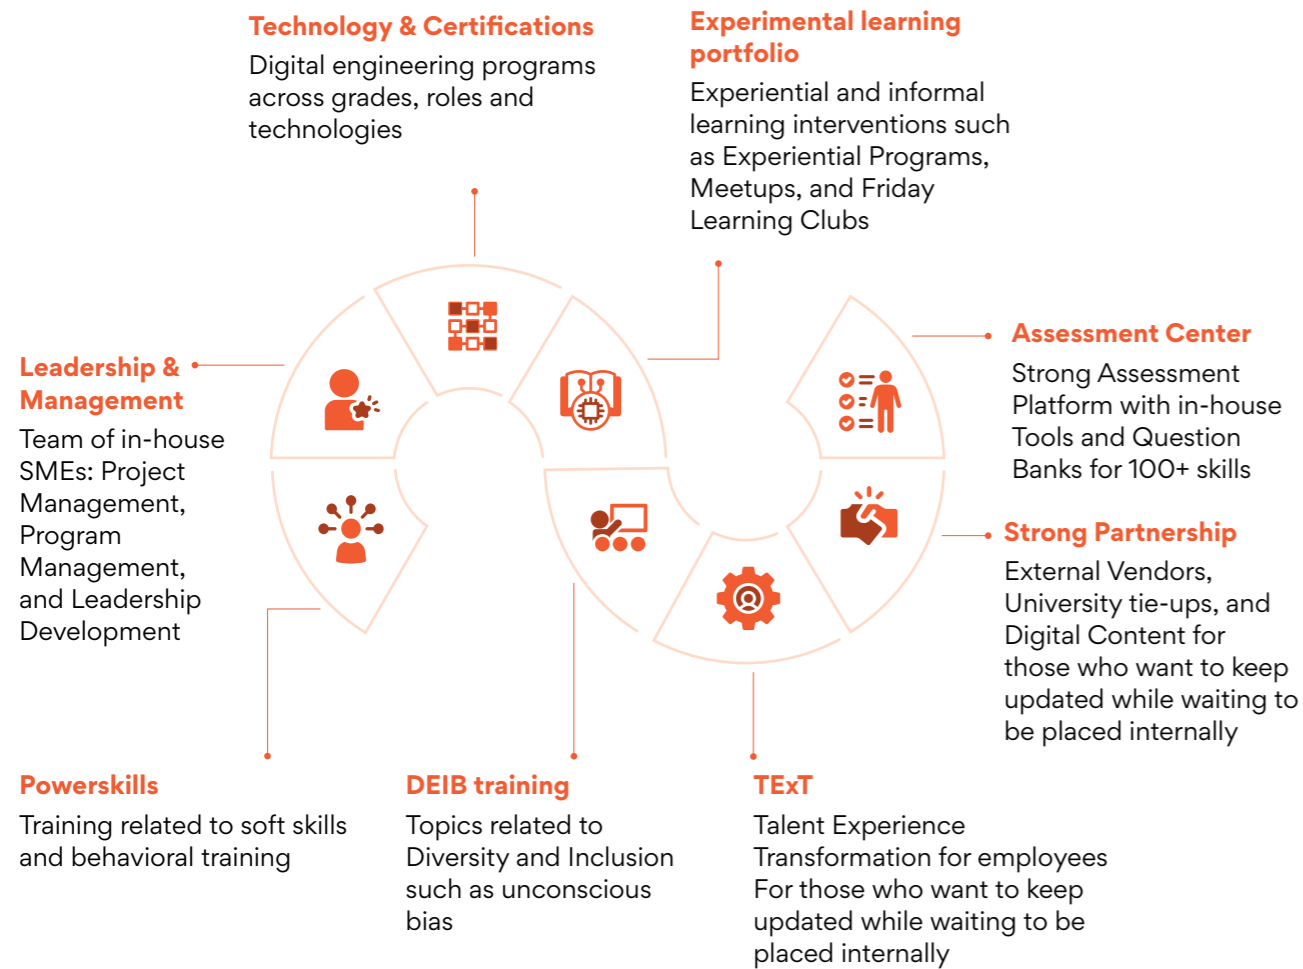 Technology & Certifications
Digital engineering programs
across grades, roles and
technologies
Experimental learning
portfolio
Experiential and informal
learning interventions such
as Experiential Programs,
Meetups, and Friday
Learning Clubs
Leadership &
Management
Team of in-house
SMEs: Project
Management,
Program
Management,
and Leadership
Development
Assessment Center
Strong Assessment
Platform with in-house
Tools and Question
Banks for 100+ skills
Strong Partnership
External Vendors,
University tie-ups, and
Digital Content for
those who want to keep
updated while waiting to
be placed internally
Powerskills
Training related to soft skills
and behavioral training
DEIB training
Topics related to
Diversity and Inclusion
such as unconscious
bias
TExT
Talent Experience
Transformation for employees
For those who want to keep
updated while waiting to be
placed internally